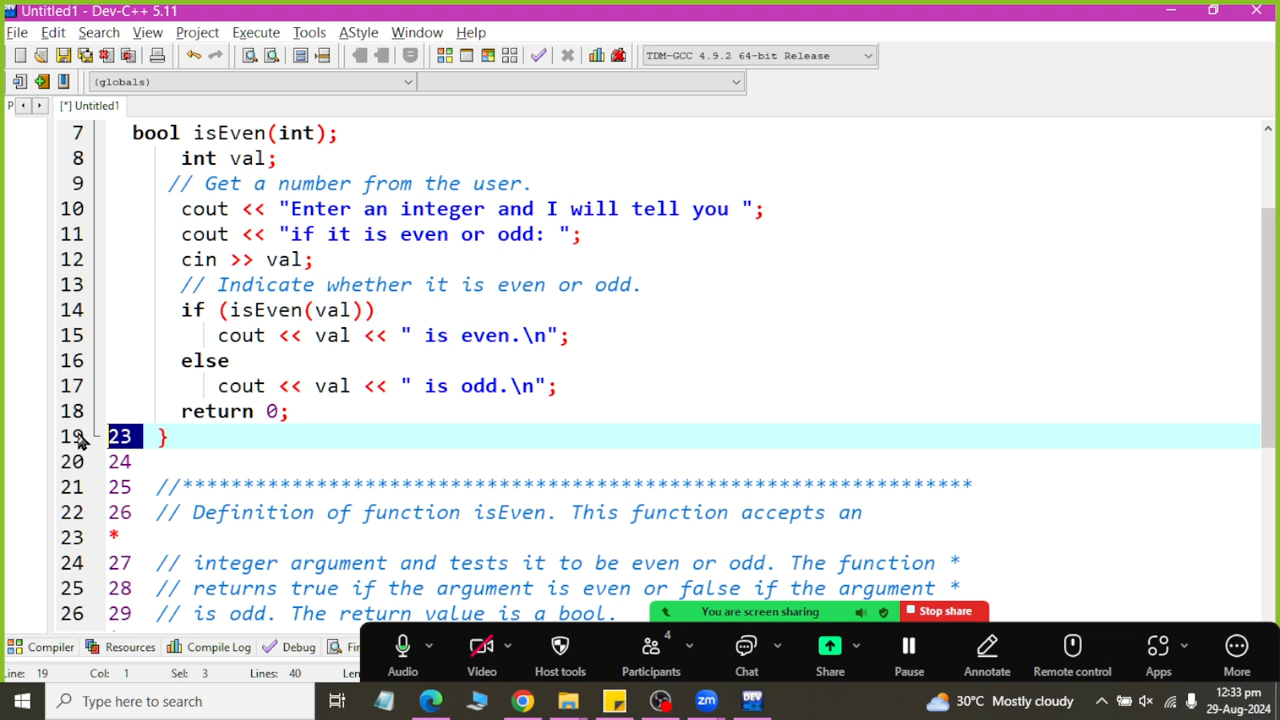 Untitled1 - Dev-C++ 5.11
File Edit Search View Project Execute Tools AStyle Window Help
TDM-GCC 4.9.2 64-bit Release
(globals)
[*] Untitled1
7 bool isEven(int);
8 int val;
9 // Get a number from the user.
10 cout << "Enter an integer and I will tell you ";
11 cout << "if it is even or odd: ";
12 cin >> val;
13 // Indicate whether it is even or odd.
14 if (isEven(val))
15 cout << val << " is even.\n";
16 else
17 cout << val << " is odd.\n";
18 return 0;
19 23 }
20 24
21 25 //*****************************************************************
22 26 // Definition of function isEven. This function accepts an
23 *
24 27 // integer argument and tests it to be even or odd. The function *
25 28 // returns true if the argument is even or false if the argument *
26 29 // is odd. The return value is a bool.
You are screen sharing Stop share
Compiler Resources Compile Log Debug
Line: 19 Col: 1 Sel: 3 Lines: 40
4
Audio Video Host tools Participants Chat Share Pause Annotate Remote control Apps More
Type here to search
zm
DEV
30°C Mostly cloudy
12:33 pm
29-Aug-2024